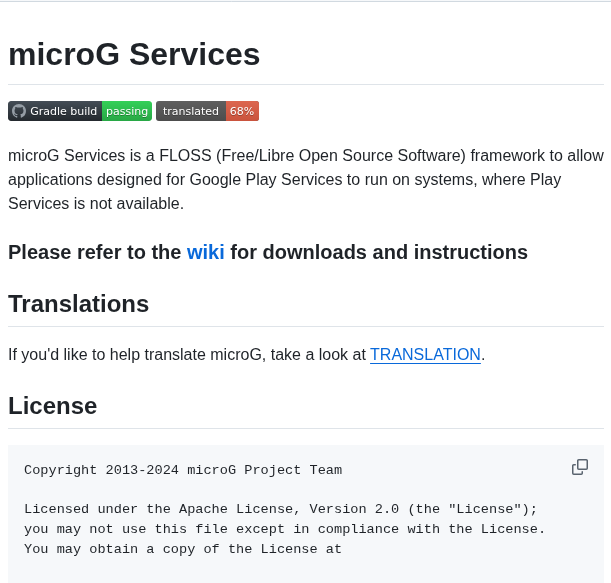 microG Services
Gradle build passing translated 68%
microG Services is a FLOSS (Free/Libre Open Source Software) framework to allow
applications designed for Google Play Services to run on systems, where Play
Services is not available.
Please refer to the wiki for downloads and instructions
Translations
If you'd like to help translate microG, take a look at TRANSLATION.
License
Copyright 2013-2024 microG Project Team
Licensed under the Apache License, Version 2.0 (the "License");
you may not use this file except in compliance with the License.
You may obtain a copy of the License at